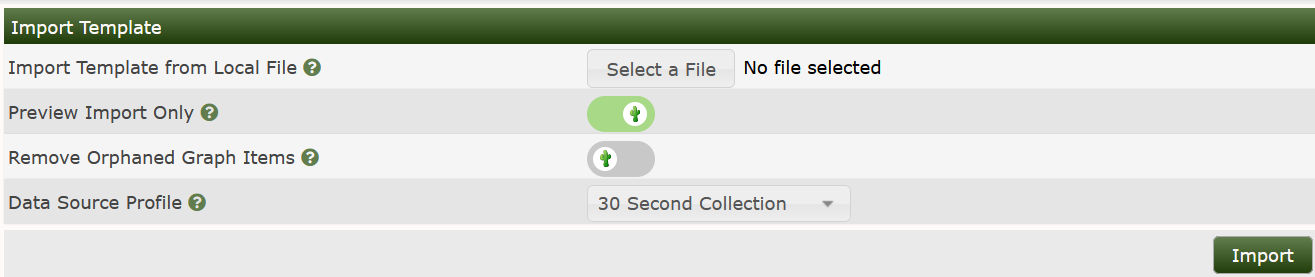 Import Template
Import Template from Local File
Select a File No file selected
Preview Import Only
Remove Orphaned Graph Items
Data Source Profile
30 Second Collection
Import